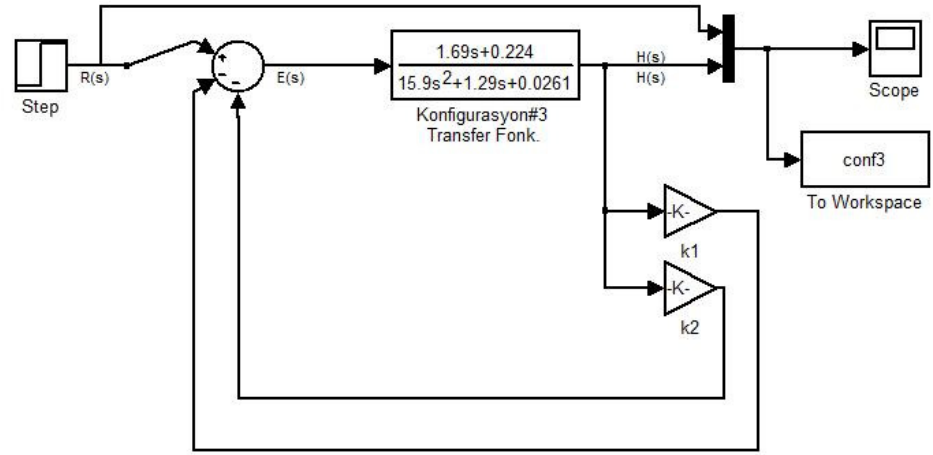 Step
R(s)
+
−
−
E(s)
1.69s+0.224
15.9s²+1.29s+0.0261
Konfigurasyon#3
Transfer Fonk.
H(s)
H(s)
Scope
conf3
To Workspace
-K-
k1
-K-
k2